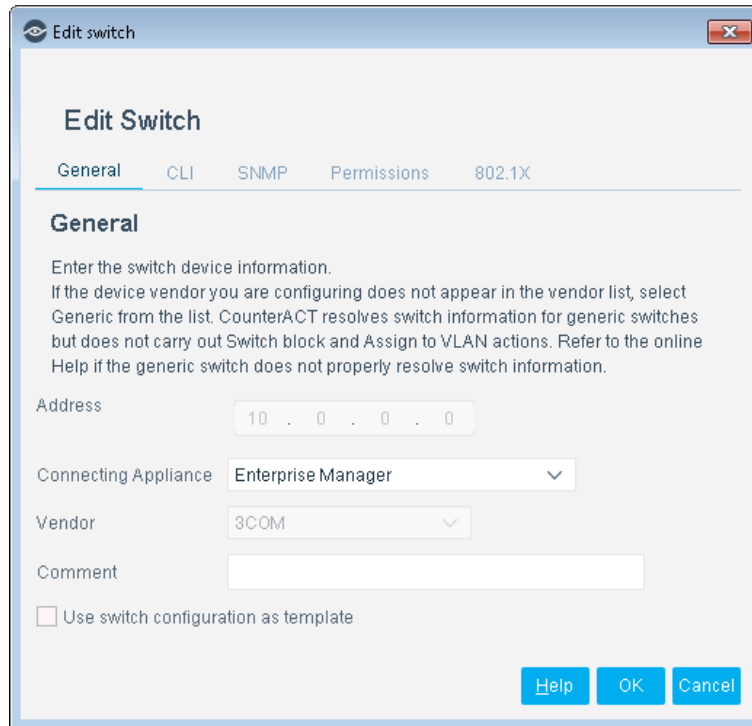 Edit switch
Edit Switch
General CLI SNMP Permissions 802.1X
General
Enter the switch device information.
If the device vendor you are configuring does not appear in the vendor list, select
Generic from the list. CounterACT resolves switch information for generic switches
but does not carry out Switch block and Assign to VLAN actions. Refer to the online
Help if the generic switch does not properly resolve switch information.
Address 10 . 0 . 0 . 0
Connecting Appliance Enterprise Manager
Vendor 3COM
Comment
Use switch configuration as template
Help OK Cancel